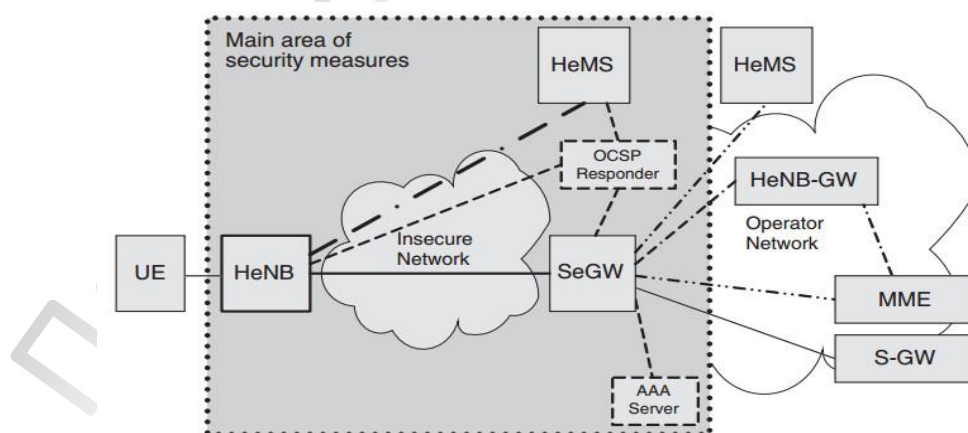 Main area of
security measures
HeMS
HeMS
OCSP
Responder
HeNB-GW
Operator
Network
Insecure
Network
UE
HeNB
SeGW
MME
S-GW
AAA
Server